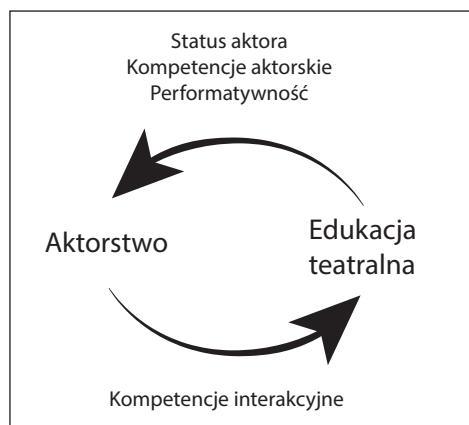 Status aktora
Kompetencje aktorskie
Performatywność
Aktorstwo
Edukacja
teatralna
Kompetencje interakcyjne